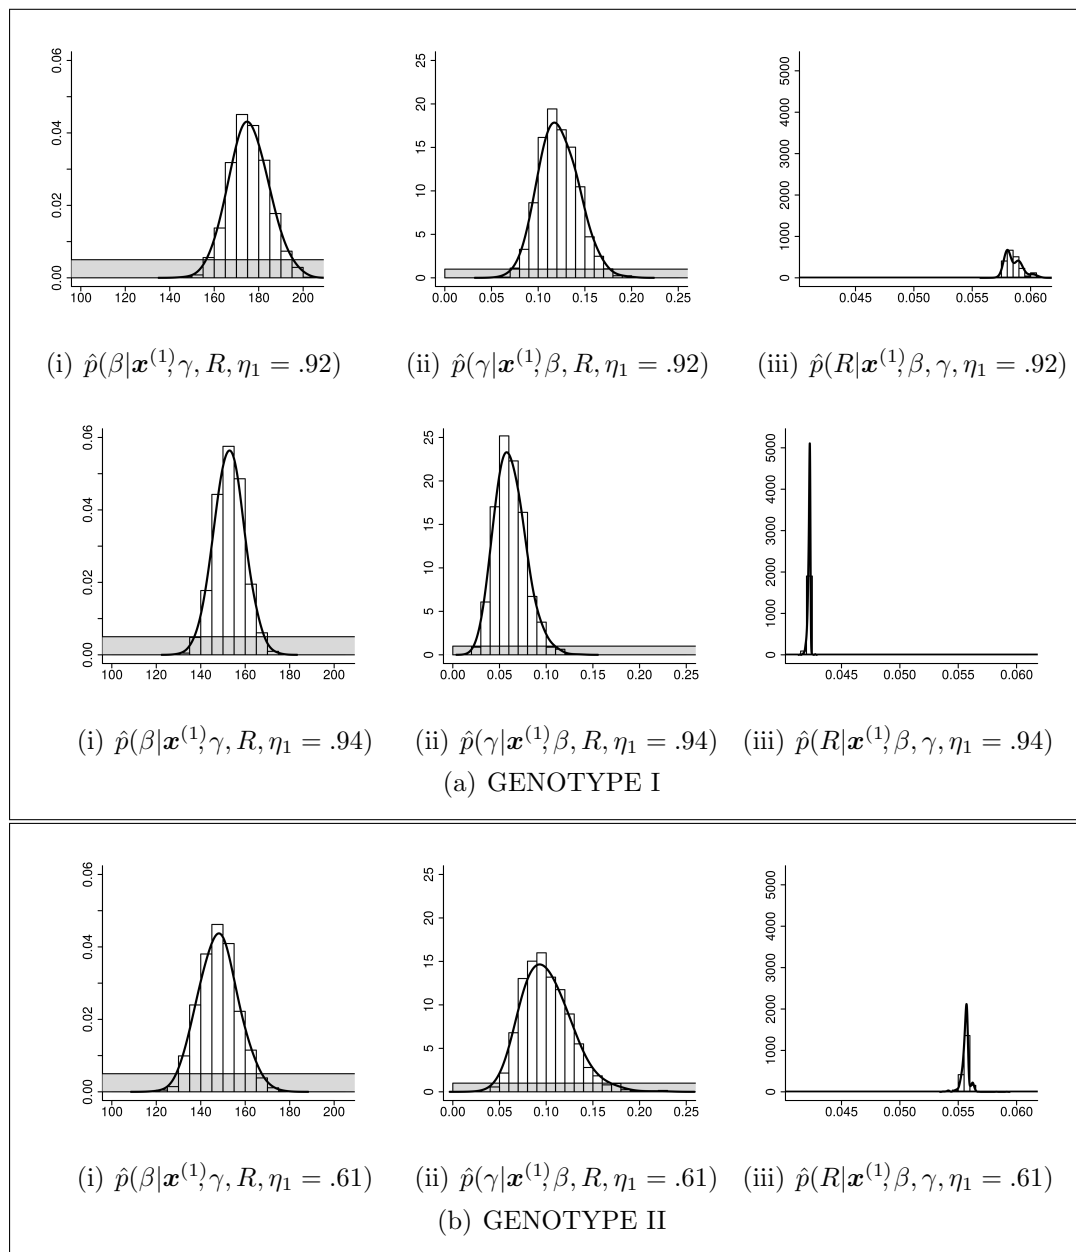 0.00 0.02 0.04 0.06
100 120 140 160 180 200
0 5 10 15 20 25
0.00 0.05 0.10 0.15 0.20 0.25
0 1000 2000 3000 4000 5000
0.045 0.050 0.055 0.060
(i) p̂(β|x⁽¹⁾, γ, R, η₁ = .92)
(ii) p̂(γ|x⁽¹⁾, β, R, η₁ = .92)
(iii) p̂(R|x⁽¹⁾, β, γ, η₁ = .92)
0.00 0.02 0.04 0.06
100 120 140 160 180 200
0 5 10 15 20 25
0.00 0.05 0.10 0.15 0.20 0.25
0 1000 2000 3000 4000 5000
0.045 0.050 0.055 0.060
(i) p̂(β|x⁽¹⁾, γ, R, η₁ = .94)
(ii) p̂(γ|x⁽¹⁾, β, R, η₁ = .94)
(iii) p̂(R|x⁽¹⁾, β, γ, η₁ = .94)
(a) GENOTYPE I
0.00 0.02 0.04 0.06
100 120 140 160 180 200
0 5 10 15 20 25
0.00 0.05 0.10 0.15 0.20 0.25
0 1000 2000 3000 4000 5000
0.045 0.050 0.055 0.060
(i) p̂(β|x⁽¹⁾, γ, R, η₁ = .61)
(ii) p̂(γ|x⁽¹⁾, β, R, η₁ = .61)
(iii) p̂(R|x⁽¹⁾, β, γ, η₁ = .61)
(b) GENOTYPE II